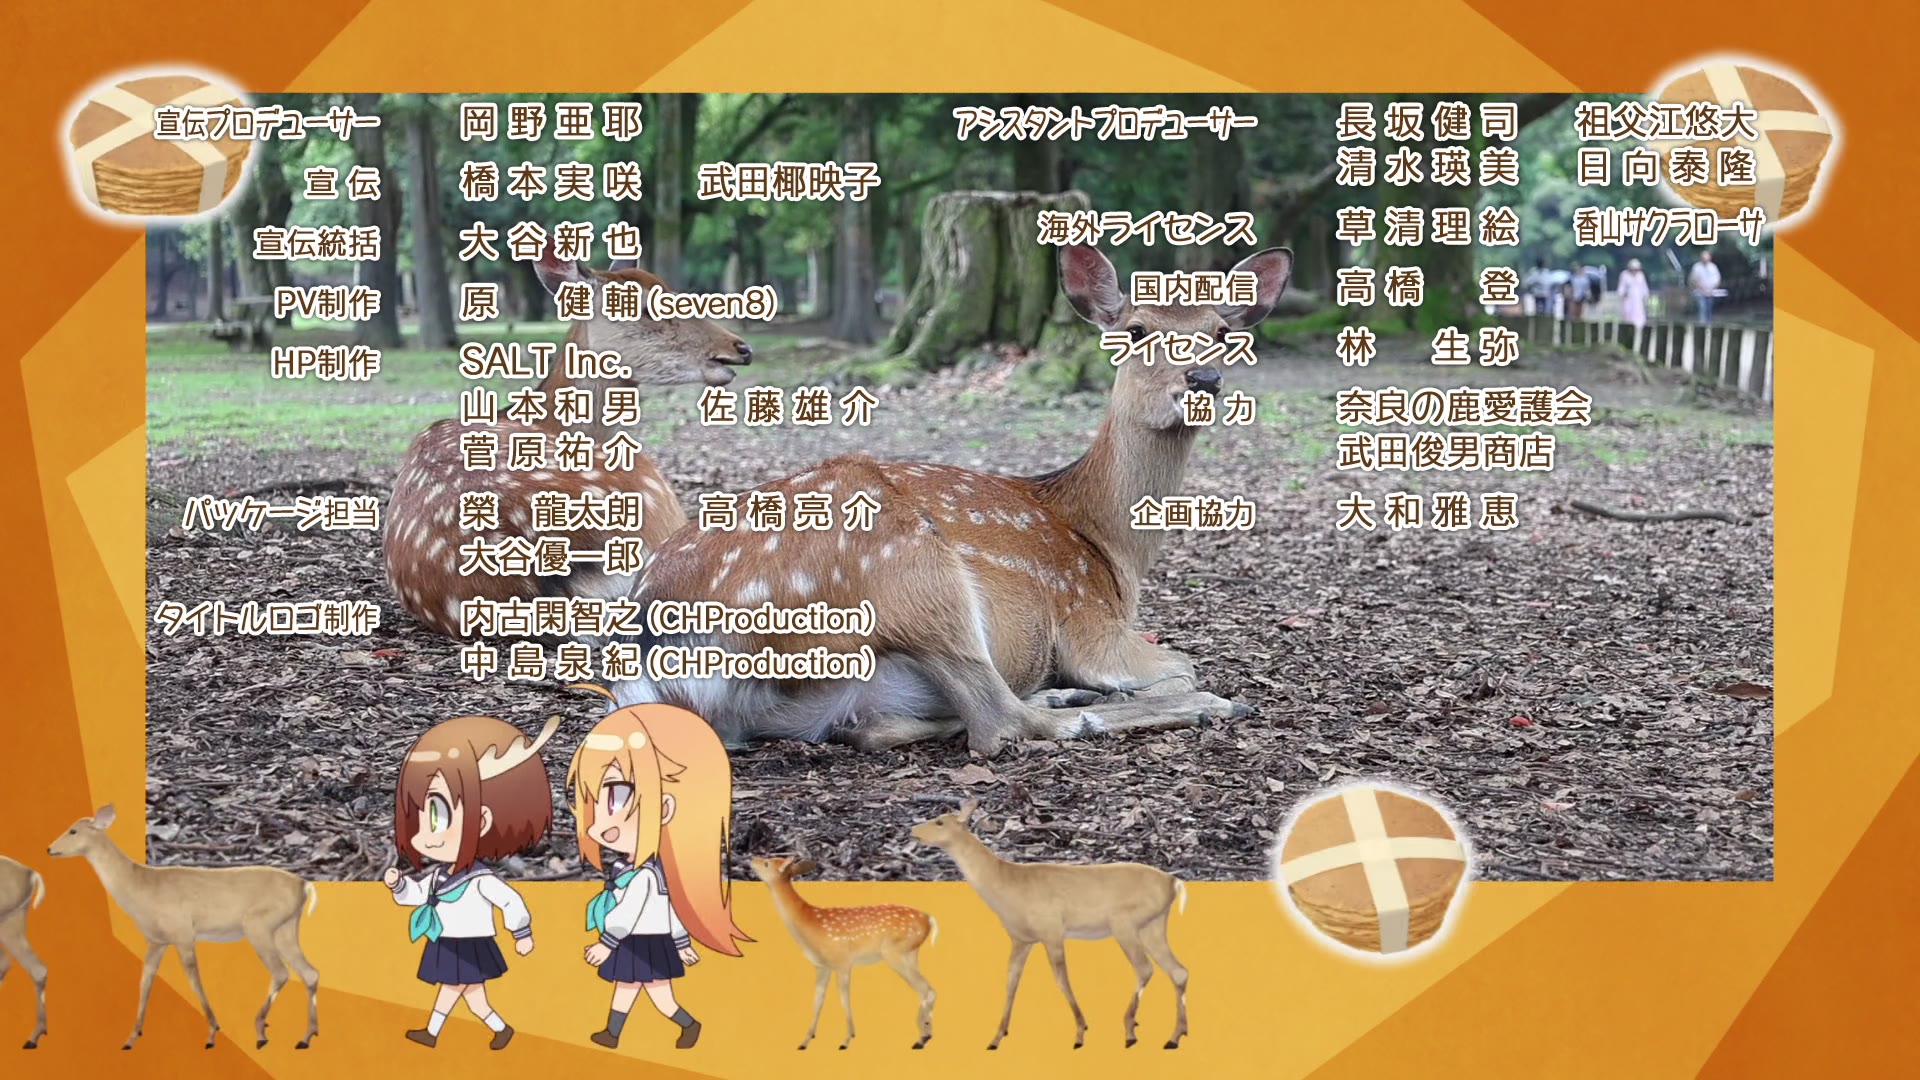 宣伝プロデューサー 岡野亜耶
宣伝 橋本実咲 武田椰映子
宣伝統括 大谷新也
PV制作 原 健輔(seven8)
HP制作 SALT Inc.
山本和男 佐藤雄介
菅原祐介
パッケージ担当 榮 龍太朗 高橋亮介
大谷優一郎
タイトルロゴ制作 内古閑智之(CHProduction)
中島泉紀(CHProduction)
アシスタントプロデューサー 長坂健司 祖父江悠大
清水瑛美 日向泰隆
海外ライセンス 草清理絵 香山サクラローサ
国内配信 高橋 登
ライセンス 林 生弥
協力 奈良の鹿愛護会
武田俊男商店
企画協力 大和雅恵